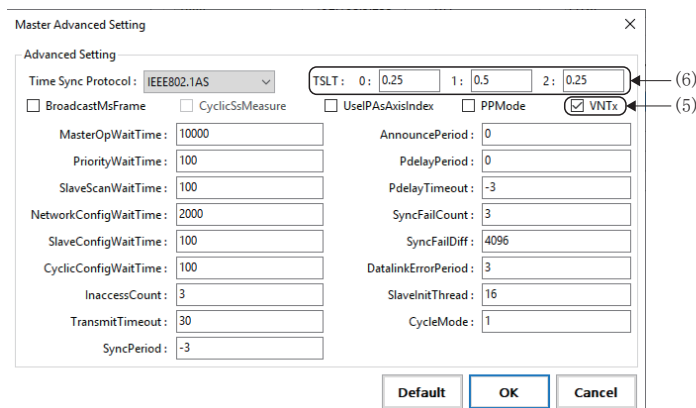 Master Advanced Setting
Advanced Setting
Time Sync Protocol : IEEE802.1AS TSLT : 0 : 0.25 1 : 0.5 2 : 0.25 (6)
BroadcastMsFrame CyclicSsMeasure UseIPAsAxisIndex PPMode VNTx (5)
MasterOpWaitTime : 10000 AnnouncePeriod : 0
PriorityWaitTime : 100 PdelayPeriod : 0
SlaveScanWaitTime : 100 PdelayTimeout : -3
NetworkConfigWaitTime : 2000 SyncFailCount : 3
SlaveConfigWaitTime : 100 SyncFailDiff : 4096
CyclicConfigWaitTime : 100 DatalinkErrorPeriod : 3
InaccessCount : 3 SlaveInitThread : 16
TransmitTimeout : 30 CycleMode : 1
SyncPeriod : -3
Default OK Cancel